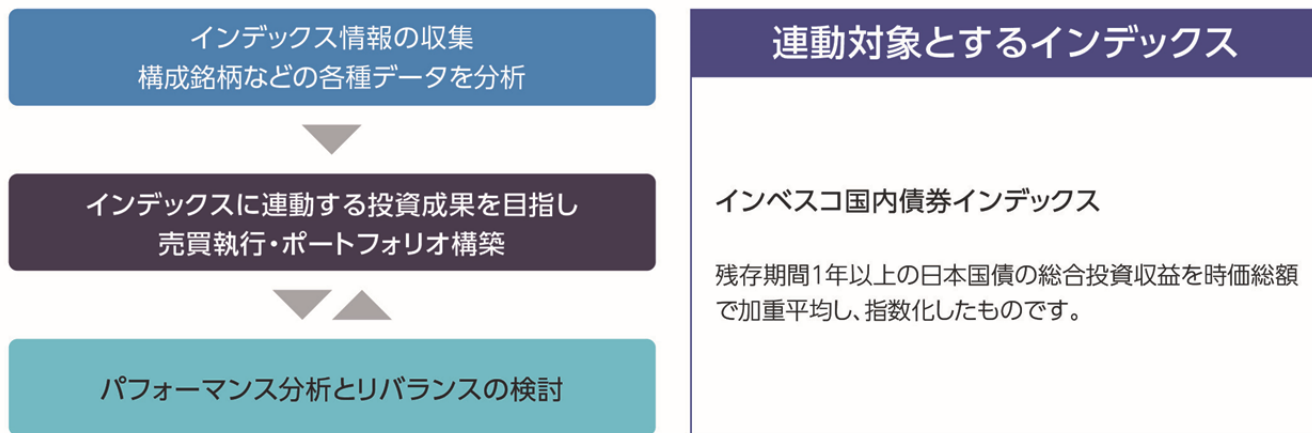 インデックス情報の収集
構成銘柄などの各種データを分析
インデックスに連動する投資成果を目指し
売買執行・ポートフォリオ構築
パフォーマンス分析とリバランスの検討
連動対象とするインデックス
インベスコ国内債券インデックス
残存期間1年以上の日本国債の総合投資収益を時価総額
で加重平均し、指数化したものです。